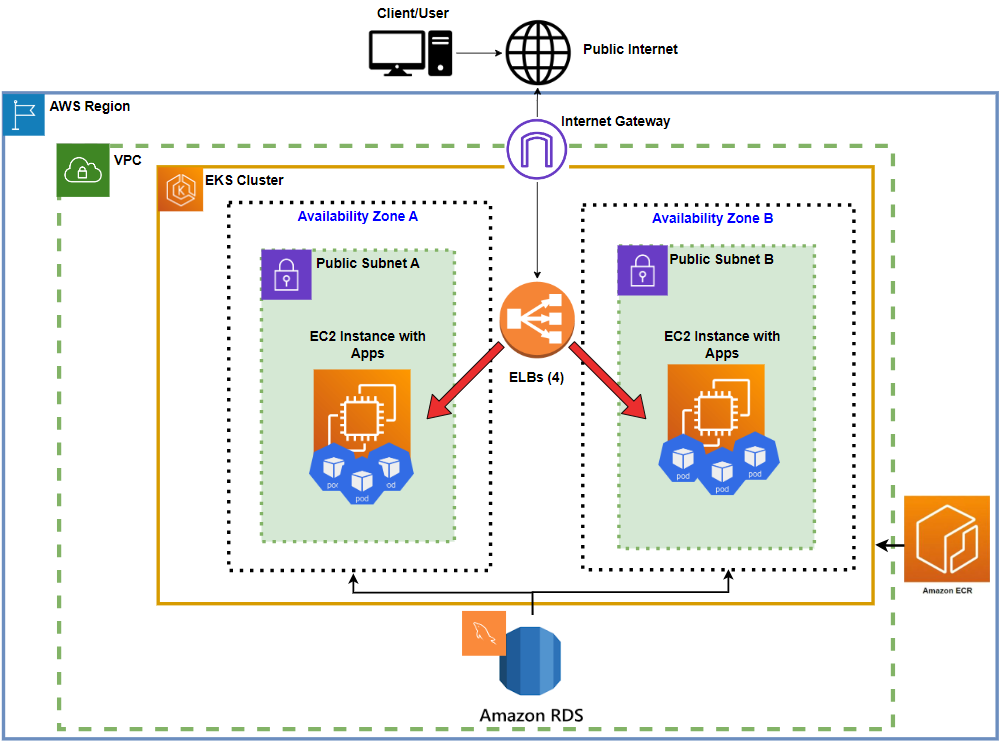 Client/User
Public Internet
AWS Region
Internet Gateway
VPC
EKS Cluster
Availability Zone A
Availability Zone B
Public Subnet A
Public Subnet B
EC2 Instance with
Apps
EC2 Instance with
Apps
ELBs (4)
pod
pod
pod
pod
pod
Amazon ECR
Amazon RDS